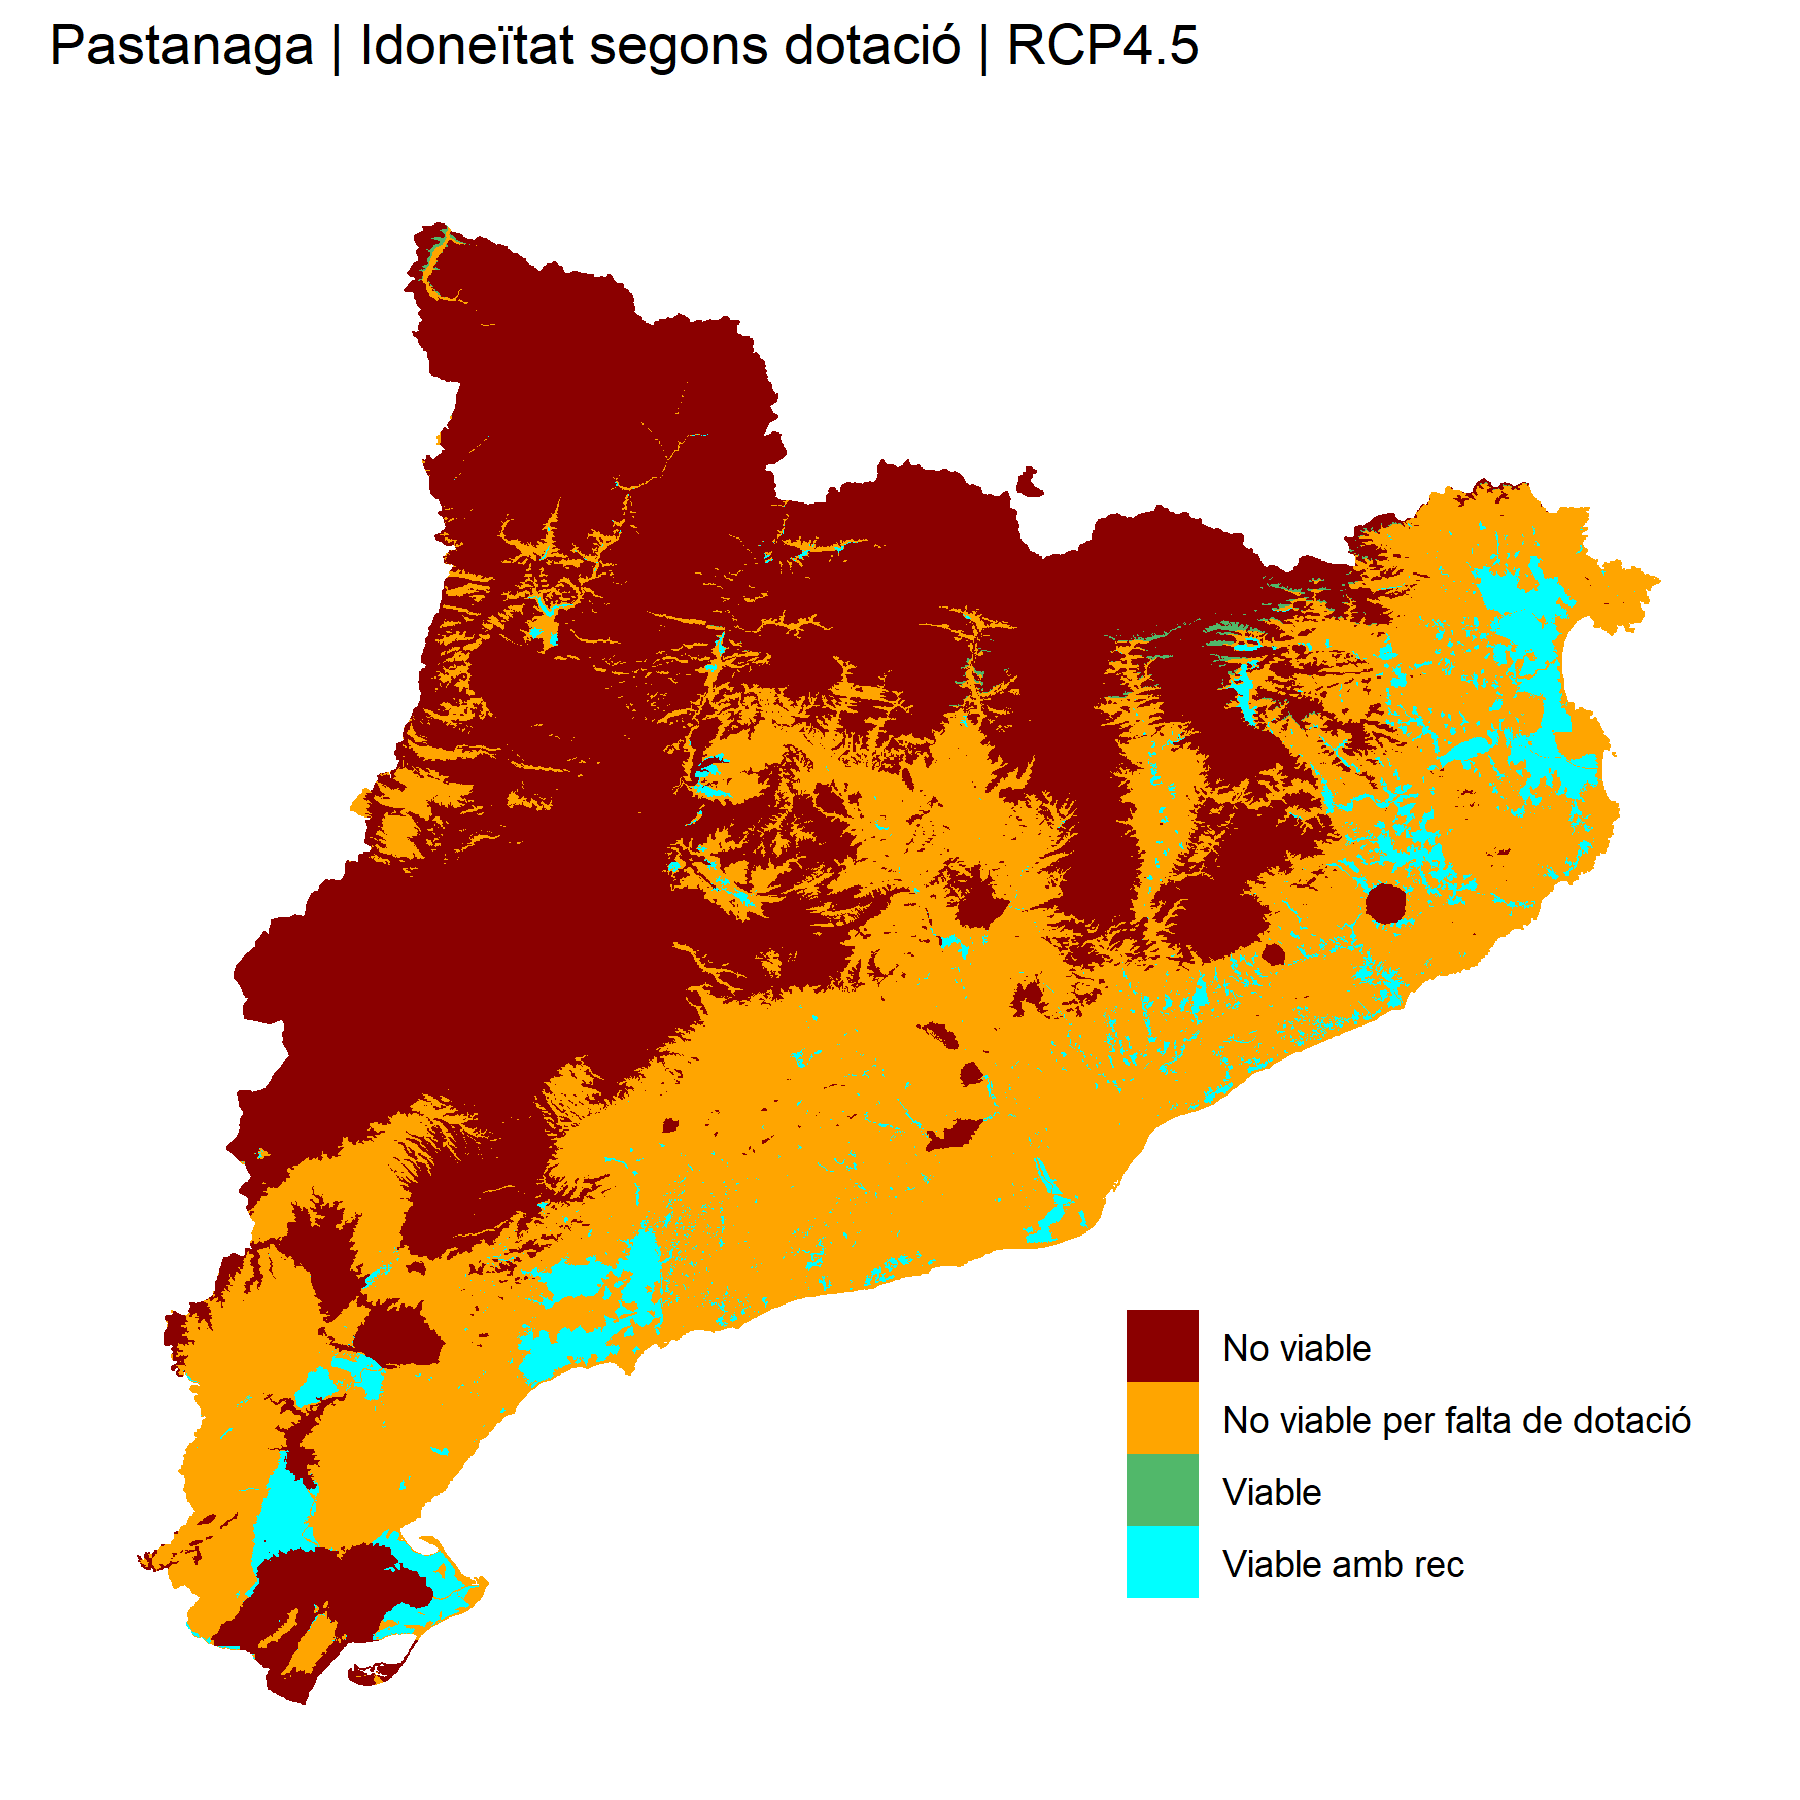 Pastanaga | Idoneïtat segons dotació | RCP4.5
No viable
No viable per falta de dotació
Viable
Viable amb rec